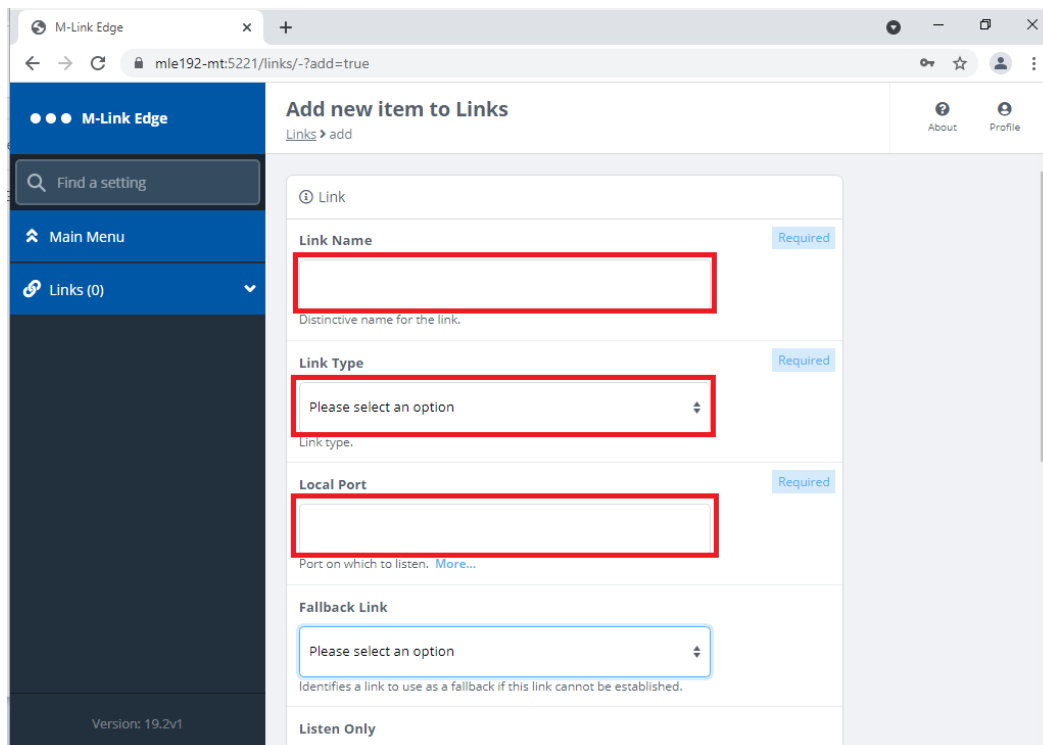 M-Link Edge
mle192-mt:5221/links/-?add=true
M-Link Edge
Add new item to Links
Links > add
About
Profile
Find a setting
Main Menu
Links (0)
Link
Link Name
Required
Distinctive name for the link.
Link Type
Required
Please select an option
Link type.
Local Port
Required
Port on which to listen. More...
Fallback Link
Please select an option
Identifies a link to use as a fallback if this link cannot be established.
Listen Only
Version: 19.2v1